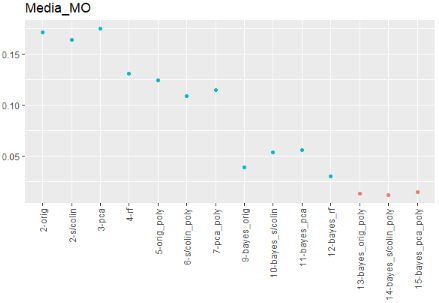 Media_MO
0.15
0.10
0.05
2-orig
2-s/colin
3-pca
4-rf
5-orig_poly
6-s/colin_poly
7-pca_poly
9-bayes_orig
10-bayes_s/colin
11-bayes_pca
12-bayes_rf
13-bayes_orig_poly
14-bayes_s/colin_poly
15-bayes_pca_poly